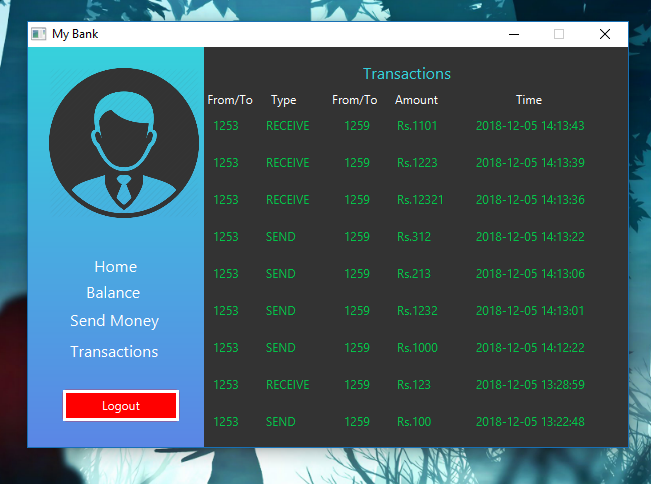 My Bank
Transactions
From/To Type From/To Amount Time
1253 RECEIVE 1259 Rs.1101 2018-12-05 14:13:43
1253 RECEIVE 1259 Rs.1223 2018-12-05 14:13:39
1253 RECEIVE 1259 Rs.12321 2018-12-05 14:13:36
1253 SEND 1259 Rs.312 2018-12-05 14:13:22
1253 SEND 1259 Rs.213 2018-12-05 14:13:06
1253 SEND 1259 Rs.1232 2018-12-05 14:13:01
1253 SEND 1259 Rs.1000 2018-12-05 14:12:22
1253 RECEIVE 1259 Rs.123 2018-12-05 13:28:59
1253 SEND 1259 Rs.100 2018-12-05 13:22:48
Home
Balance
Send Money
Transactions
Logout